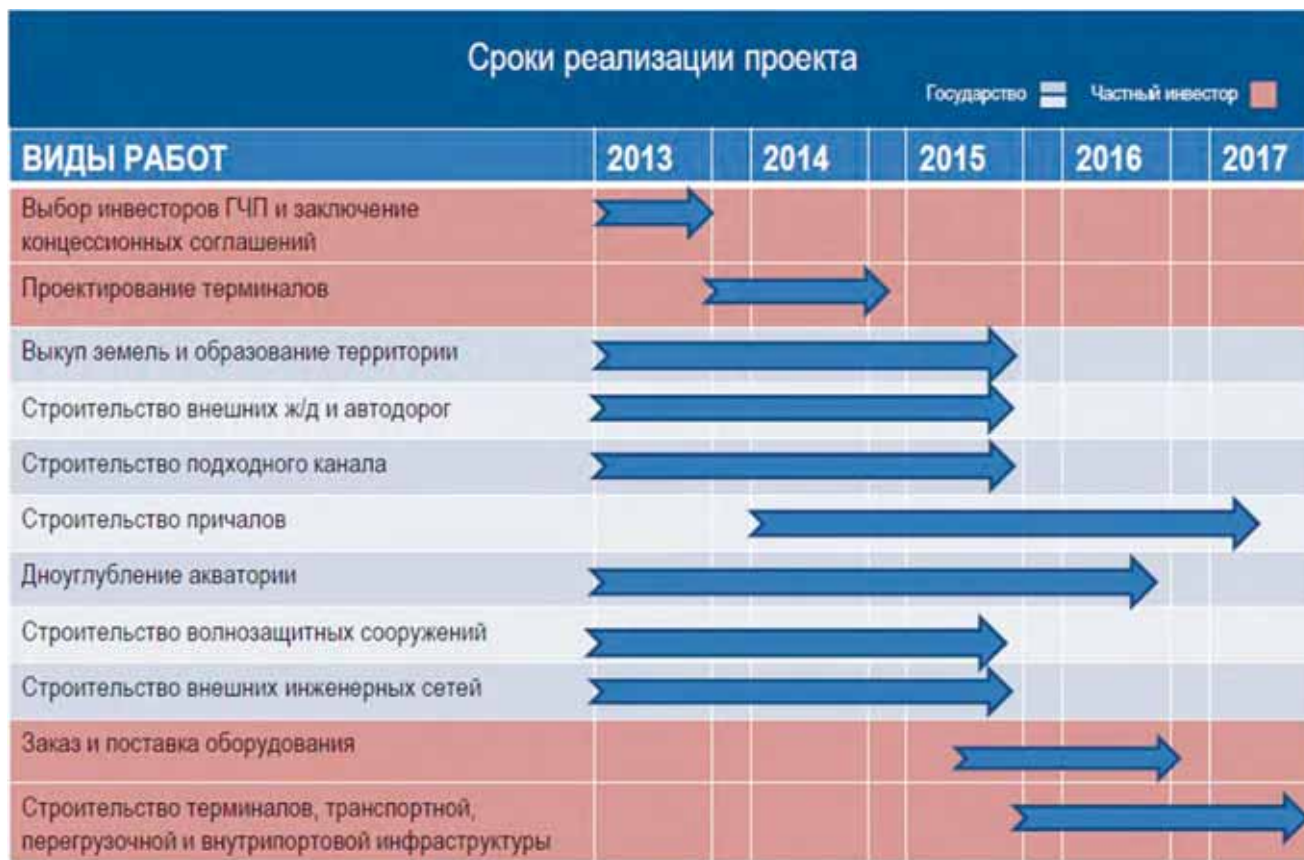 Сроки реализации проекта
Государство Частный инвестор
ВИДЫ РАБОТ 2013 2014 2015 2016 2017
Выбор инвесторов ГЧП и заключение
концессионных соглашений
Проектирование терминалов
Выкуп земель и образование территории
Строительство внешних ж/д и автодорог
Строительство подходного канала
Строительство причалов
Дноуглубление акватории
Строительство волнозащитных сооружений
Строительство внешних инженерных сетей
Заказ и поставка оборудования
Строительство терминалов, транспортной,
перегрузочной и внутрипортовой инфраструктуры